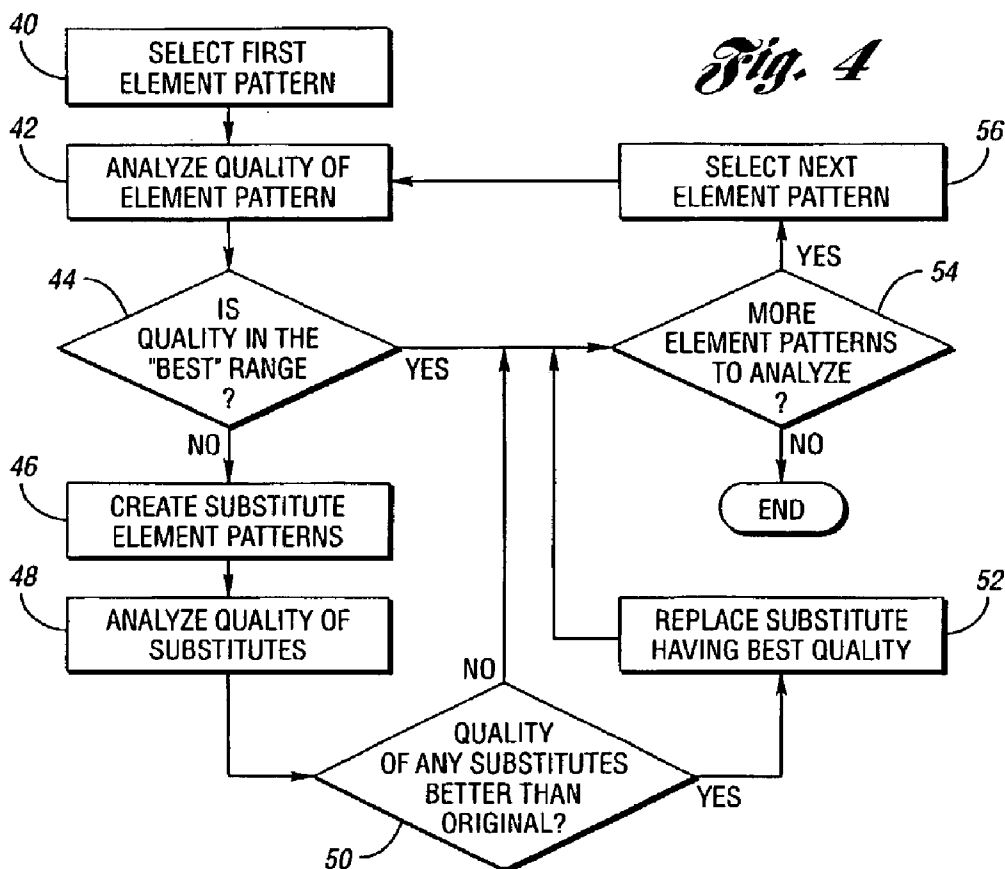 Fig. 4
40
SELECT FIRST
ELEMENT PATTERN
42
ANALYZE QUALITY OF
ELEMENT PATTERN
56
SELECT NEXT
ELEMENT PATTERN
44
IS
QUALITY IN THE
"BEST" RANGE
?
YES
NO
54
MORE
ELEMENT PATTERNS
TO ANALYZE
?
YES
NO
END
46
CREATE SUBSTITUTE
ELEMENT PATTERNS
48
ANALYZE QUALITY OF
SUBSTITUTES
50
QUALITY
OF ANY SUBSTITUTES
BETTER THAN
ORIGINAL?
NO
YES
52
REPLACE SUBSTITUTE
HAVING BEST QUALITY